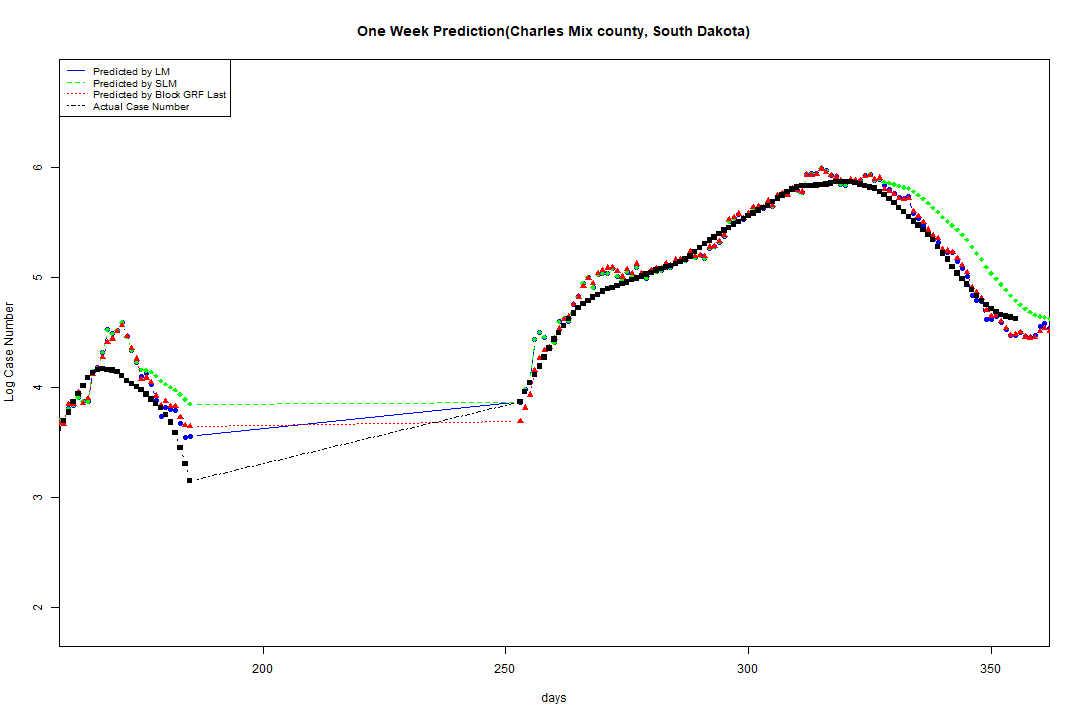 One Week Prediction(Charles Mix county, South Dakota)
Predicted by LM
Predicted by SLM
Predicted by Block GRF Last
Actual Case Number
6
5
4
3
2
Log Case Number
200
250
300
350
days